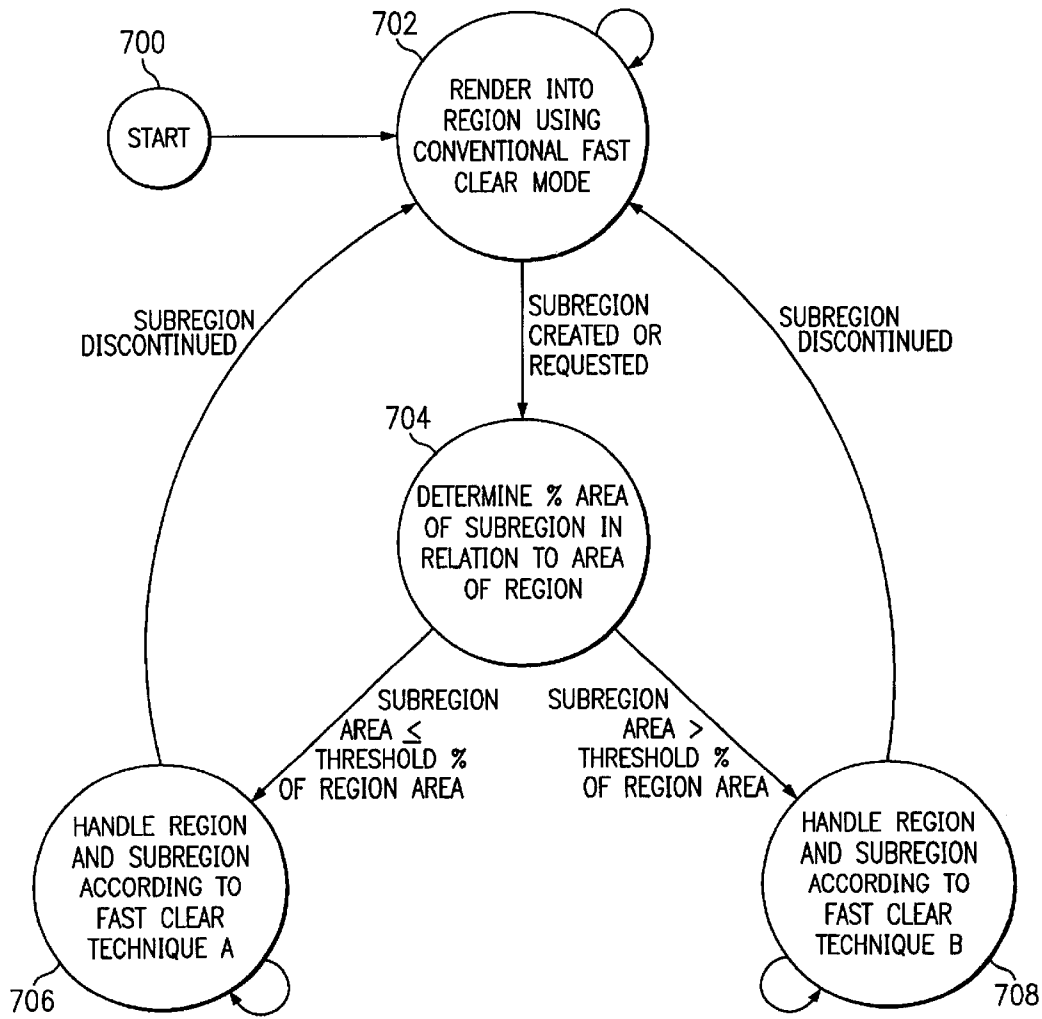 700
START
702
RENDER INTO
REGION USING
CONVENTIONAL FAST
CLEAR MODE
SUBREGION
DISCONTINUED
SUBREGION
CREATED OR
REQUESTED
SUBREGION
DISCONTINUED
704
DETERMINE % AREA
OF SUBREGION IN
RELATION TO AREA
OF REGION
SUBREGION
AREA ≤
THRESHOLD %
OF REGION AREA
SUBREGION
AREA >
THRESHOLD %
OF REGION AREA
HANDLE REGION
AND SUBREGION
ACCORDING TO
FAST CLEAR
TECHNIQUE A
706
HANDLE REGION
AND SUBREGION
ACCORDING TO
FAST CLEAR
TECHNIQUE B
708